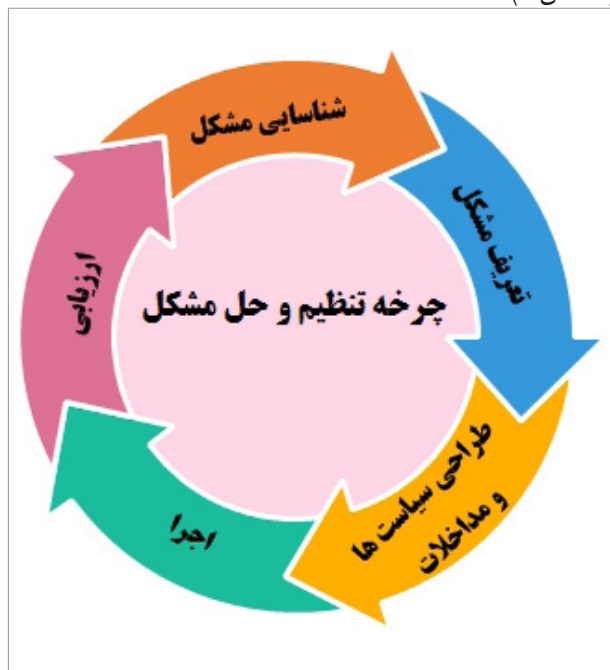 شناسایی مشکل
تعریف مشکل
طراحی سیاست ها
و مداخلات
اجرا
ارزیابی
چرخه تنظیم و حل مشکل